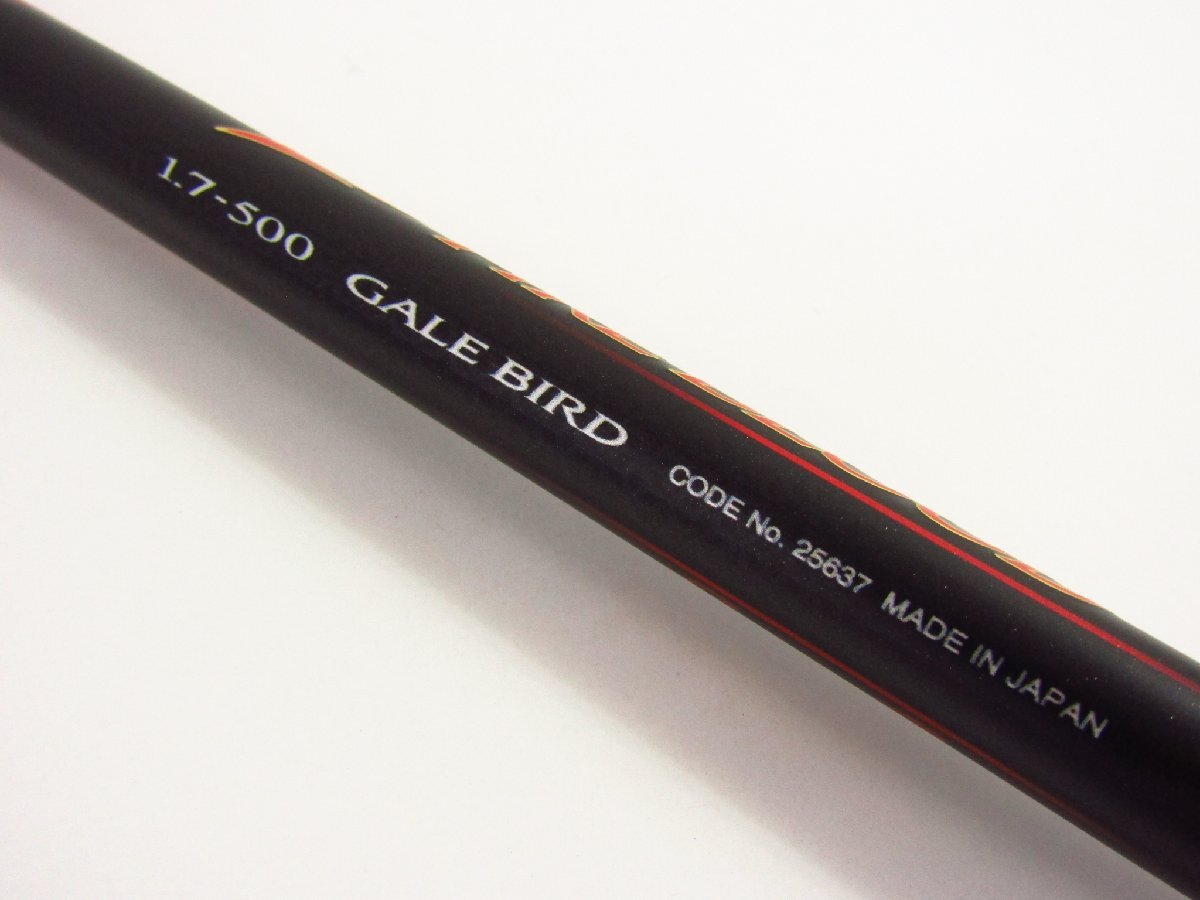 1.7-500 GALE BIRD CODE No. 25637 MADE IN JAPAN